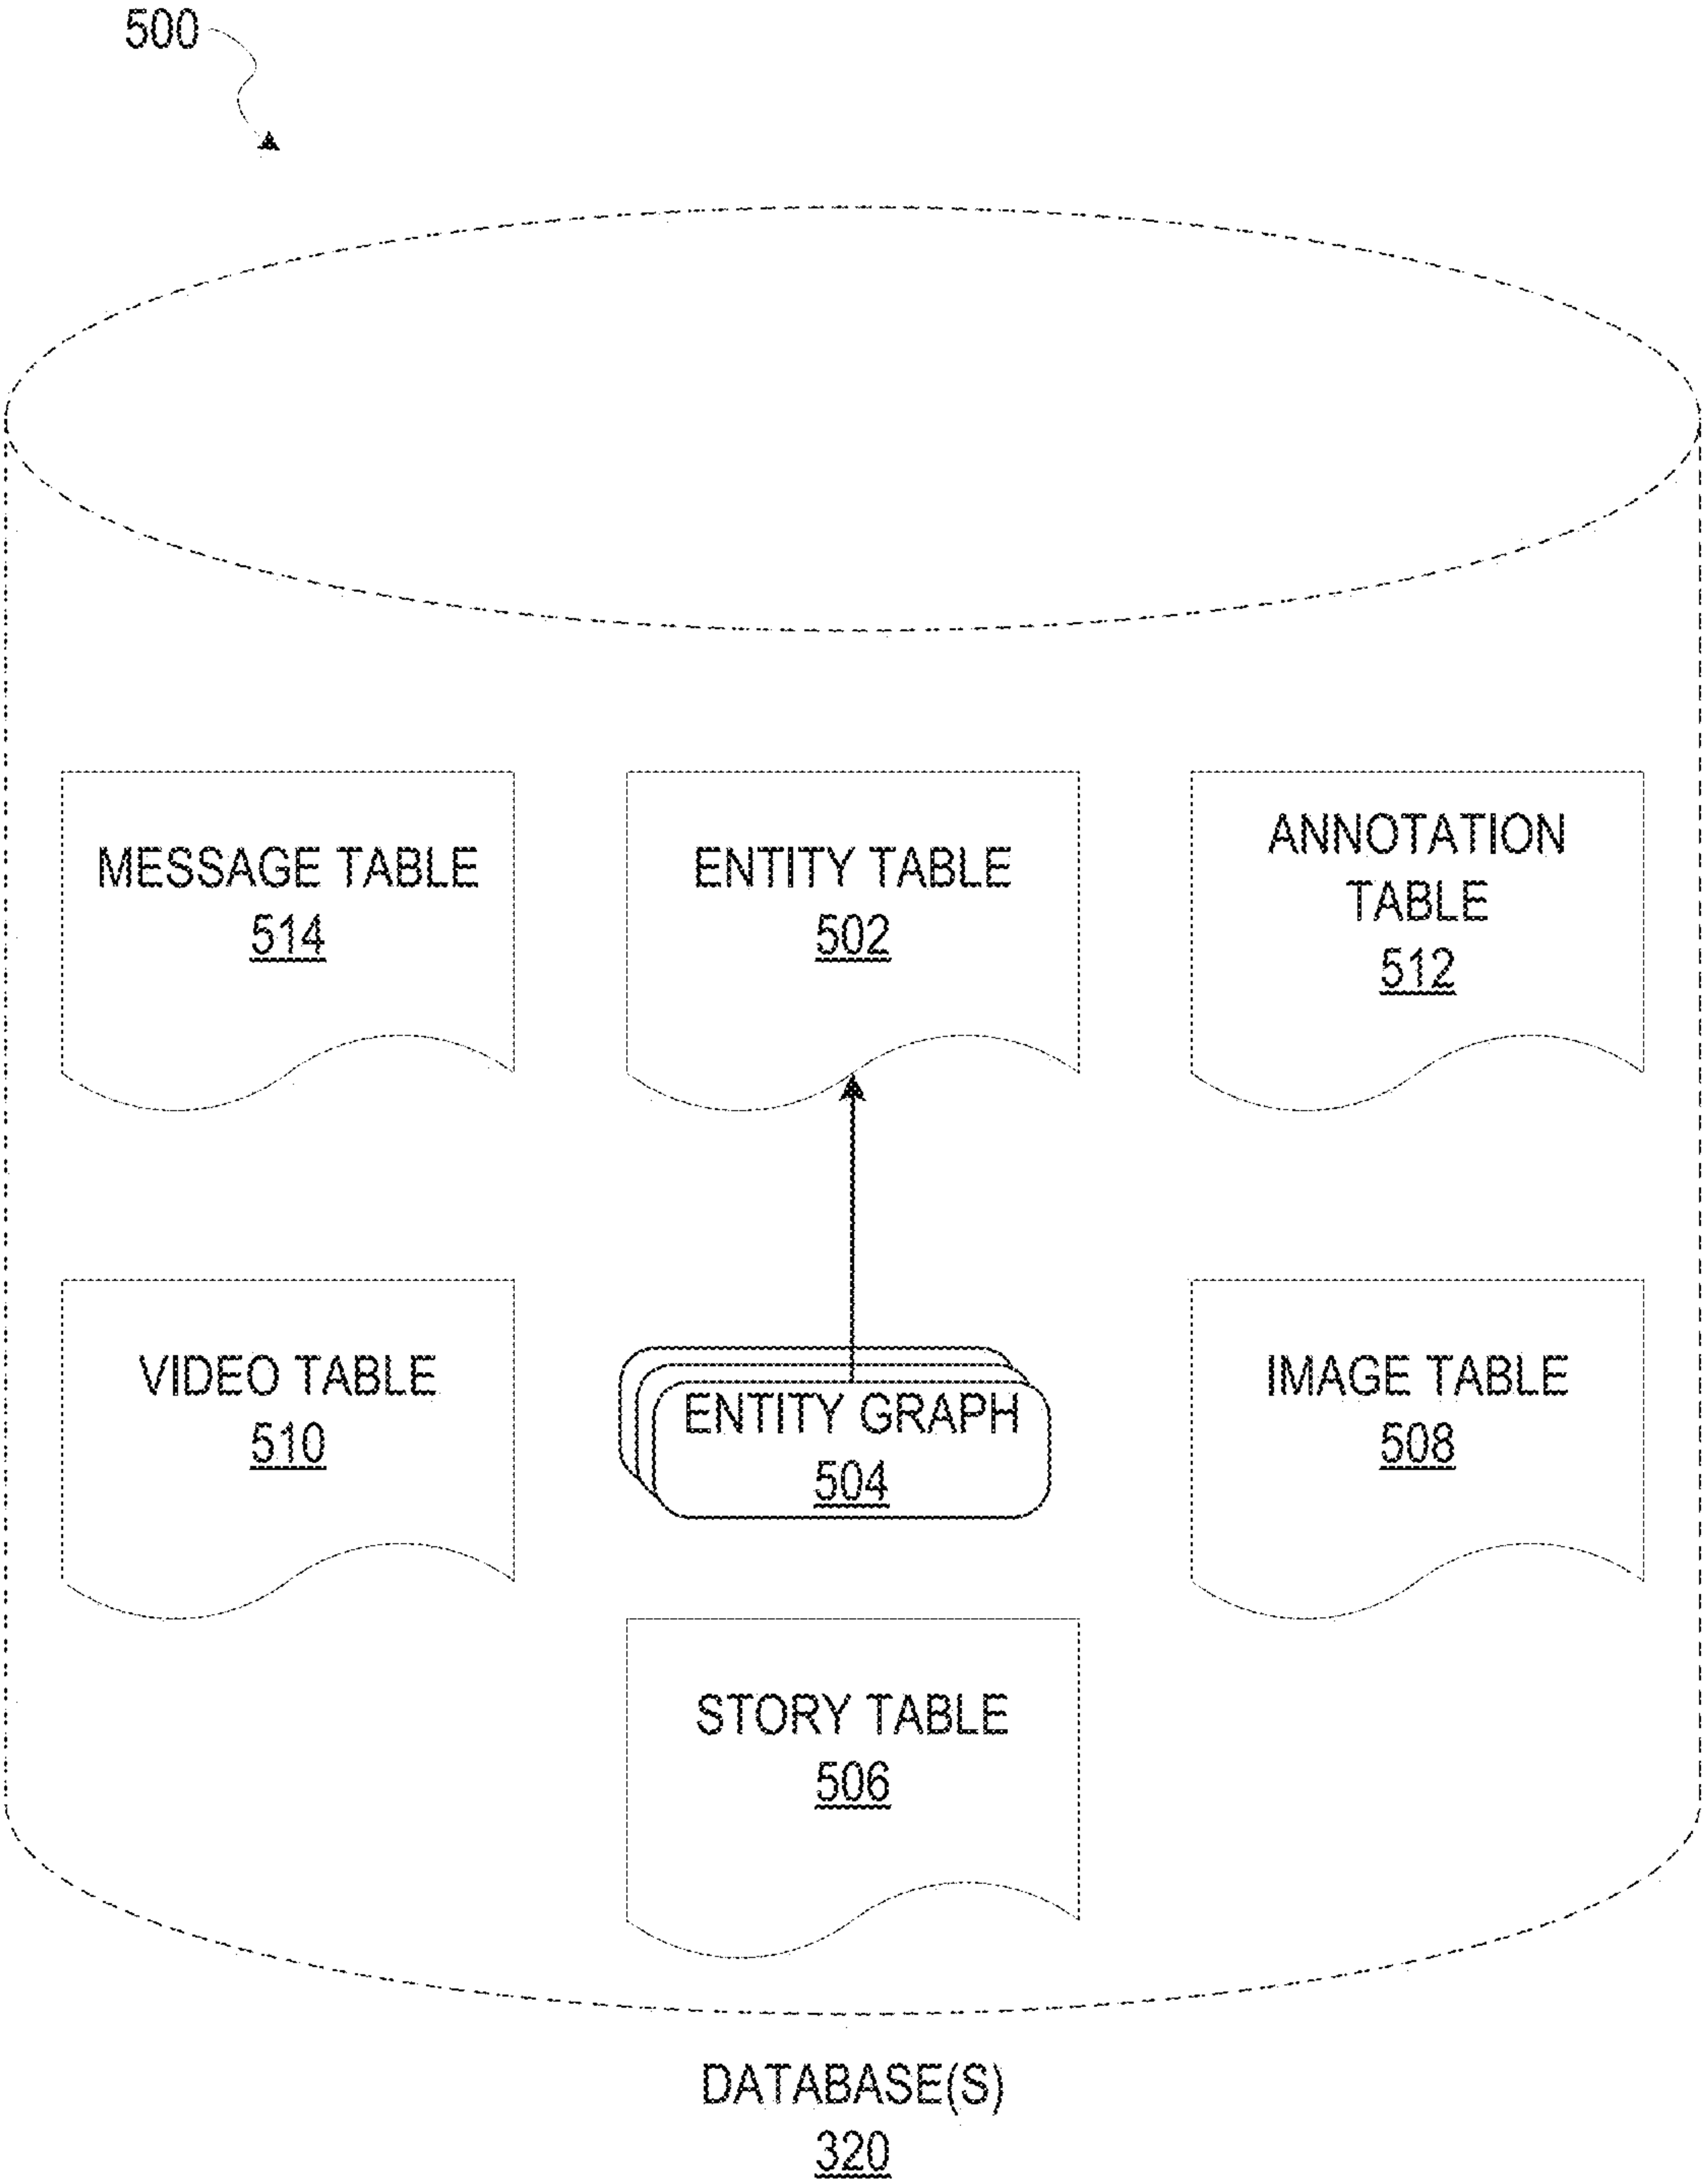 500
MESSAGE TABLE
514
ENTITY TABLE
502
ANNOTATION
TABLE
512
VIDEO TABLE
510
ENTITY GRAPH
504
IMAGE TABLE
508
STORY TABLE
506
DATABASE(S)
320